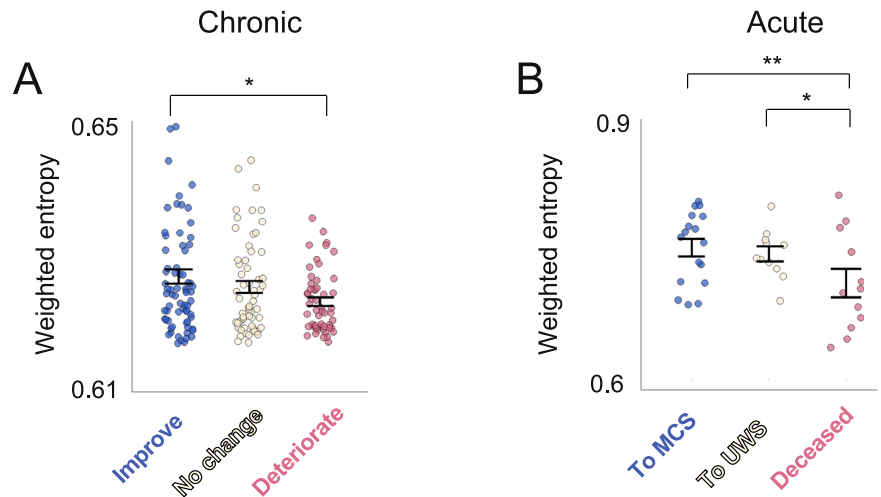 Chronic
Acute
A
*
0.65
Weighted entropy
0.61
Improve
No change
Deteriorate
B
**
*
0.9
Weighted entropy
0.6
To MCS
To UWS
Deceased